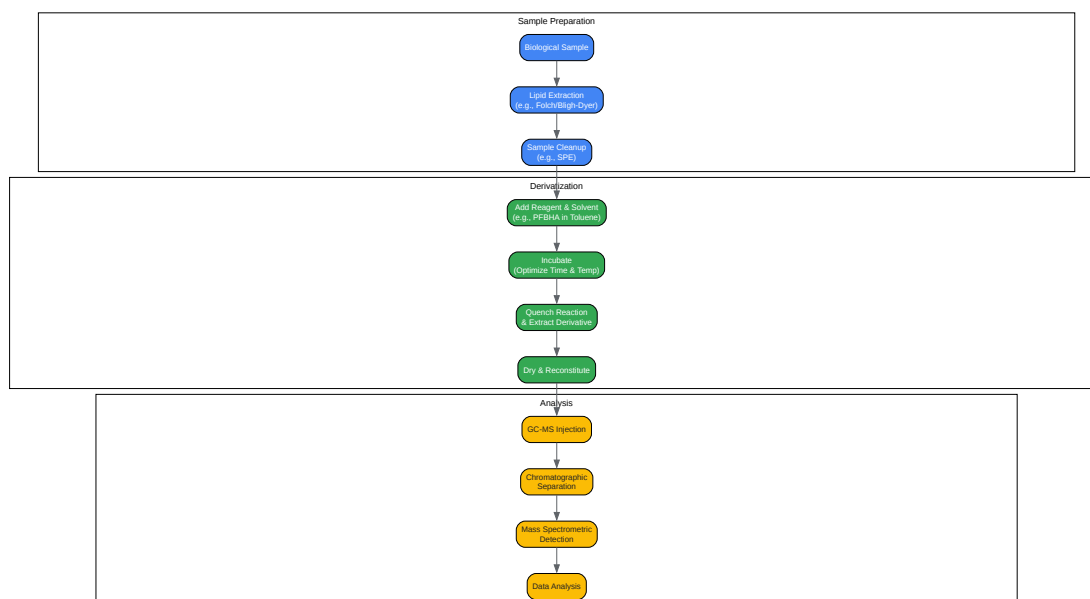 Sample Preparation
Biological Sample
Lipid Extraction
(e.g., Folch/Bligh-Dyer)
Sample Cleanup
(e.g., SPE)
Derivatization
Add Reagent & Solvent
(e.g., PFBHA in Toluene)
Incubate
(Optimize Time & Temp)
Quench Reaction
& Extract Derivative
Dry & Reconstitute
Analysis
GC-MS Injection
Chromatographic
Separation
Mass Spectrometric
Detection
Data Analysis